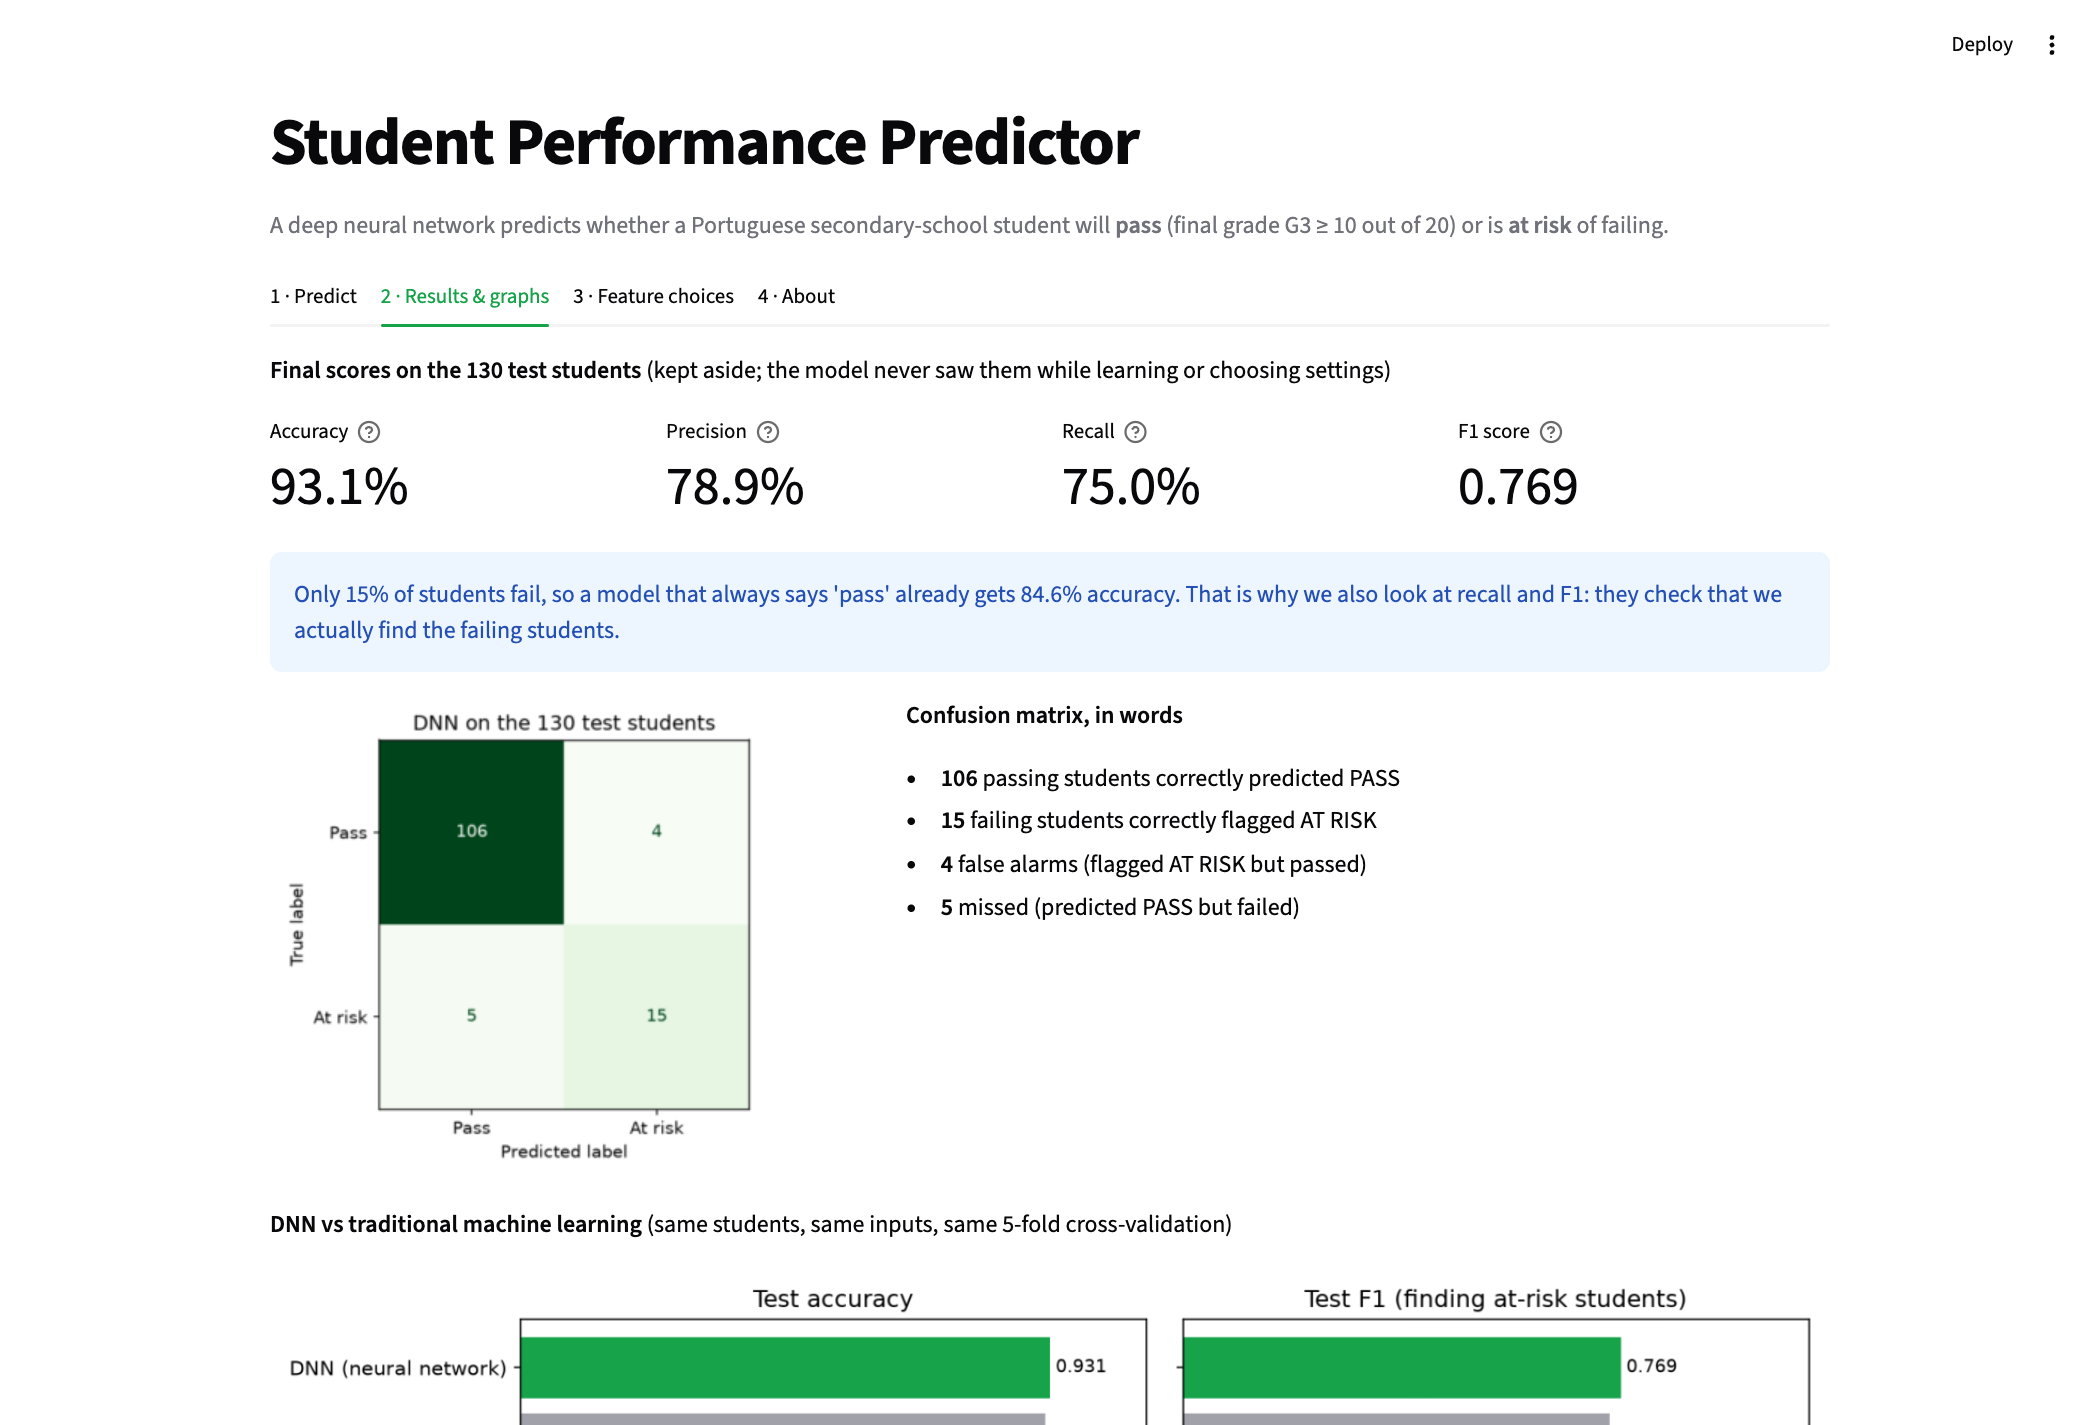 Deploy
Student Performance Predictor
A deep neural network predicts whether a Portuguese secondary-school student will pass (final grade G3 ≥ 10 out of 20) or is at risk of failing.
1 · Predict 2 · Results & graphs 3 · Feature choices 4 · About
Final scores on the 130 test students (kept aside; the model never saw them while learning or choosing settings)
Accuracy Precision Recall F1 score
93.1% 78.9% 75.0% 0.769
Only 15% of students fail, so a model that always says 'pass' already gets 84.6% accuracy. That is why we also look at recall and F1: they check that we
actually find the failing students.
DNN on the 130 test students
True label
Pass 106 4
At risk 5 15
Pass At risk
Predicted label
Confusion matrix, in words
• 106 passing students correctly predicted PASS
• 15 failing students correctly flagged AT RISK
• 4 false alarms (flagged AT RISK but passed)
• 5 missed (predicted PASS but failed)
DNN vs traditional machine learning (same students, same inputs, same 5-fold cross-validation)
Test accuracy Test F1 (finding at-risk students)
DNN (neural network) 0.931 0.769